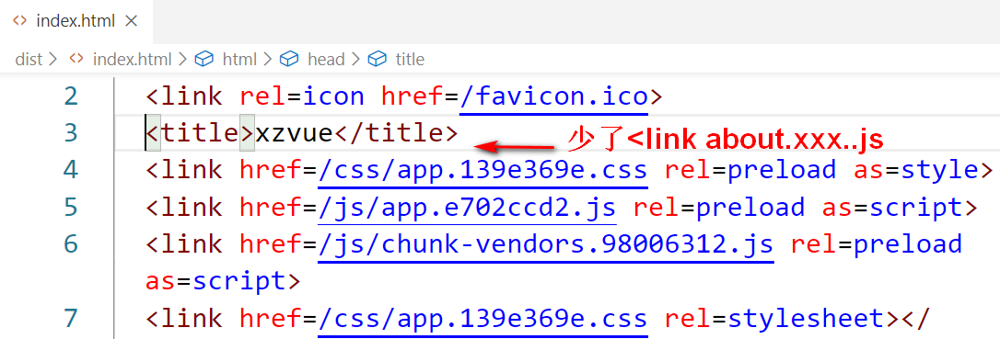 index.html
dist > index.html > html > head > title
2 <link rel=icon href=/favicon.ico>
3 <title>xzvue</title> 少了<link about.xxx..js
4 <link href=/css/app.139e369e.css rel=preload as=style>
5 <link href=/js/app.e702ccd2.js rel=preload as=script>
6 <link href=/js/chunk-vendors.98006312.js rel=preload
as=script>
7 <link href=/css/app.139e369e.css rel=stylesheet></